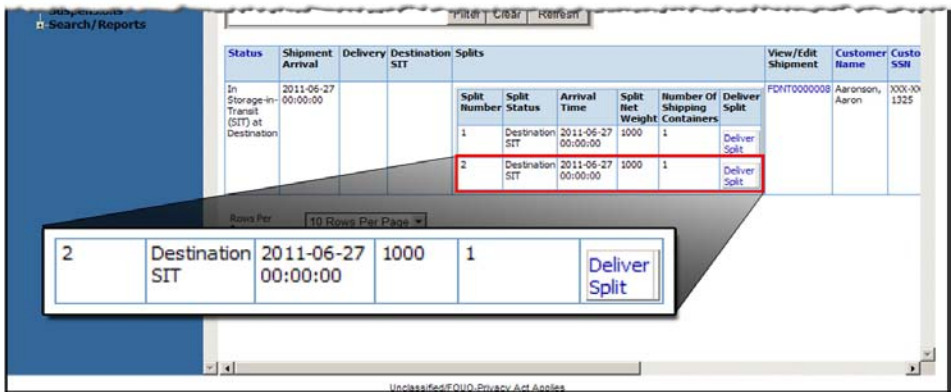 Suspensions
Search/Reports
Filter Clear Refresh
Status Shipment Arrival Delivery Destination SIT Splits View/Edit Shipment Customer Name Custo SSN
In Storage-in-Transit (SIT) at Destination 2011-06-27 00:00:00 FDNT0000008 Aaronson, Aaron XXX-XX 1325
Split Number Split Status Arrival Time Split Net Weight Number Of Shipping Containers Deliver Split
1 Destination SIT 2011-06-27 00:00:00 1000 1 Deliver Split
2 Destination SIT 2011-06-27 00:00:00 1000 1 Deliver Split
Rows Per
10 Rows Per Page
2 Destination SIT 2011-06-27 00:00:00 1000 1 Deliver Split
Unclassified/FOUO-Privacy Act Applies